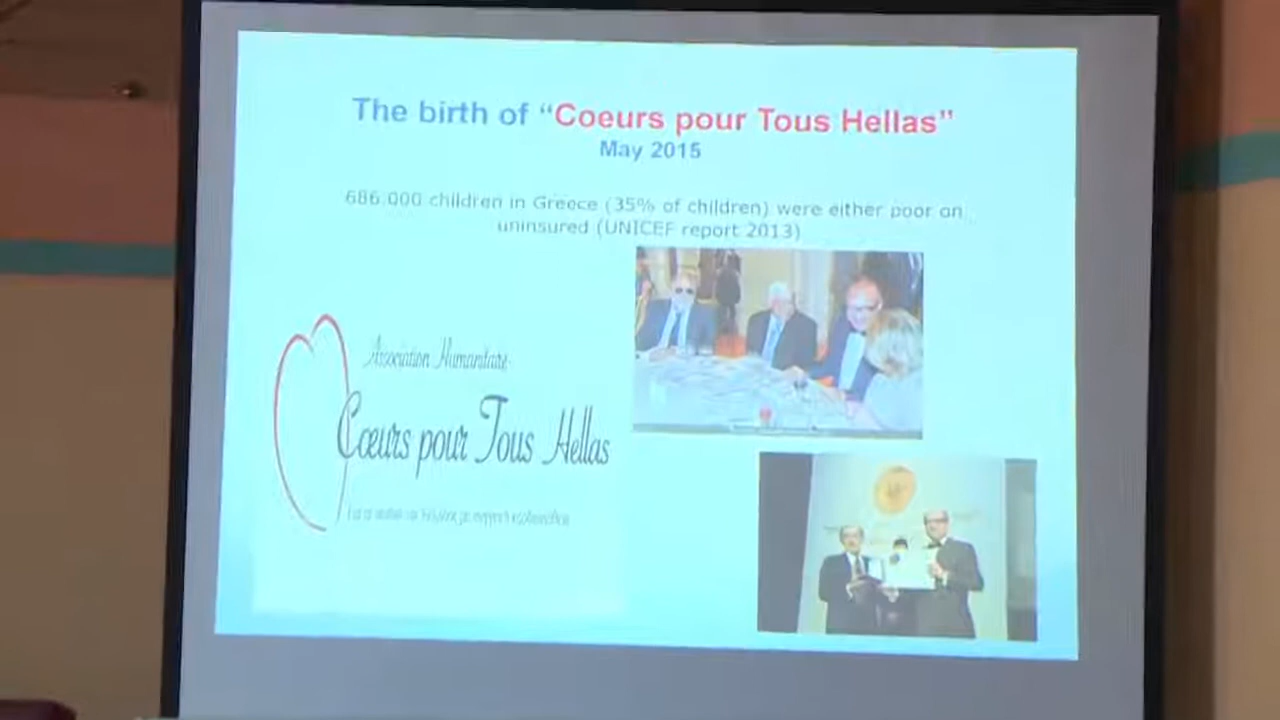 The birth of “Coeurs pour Tous Hellas”
May 2015
686.000 children in Greece (35% of children) were either poor an
uninsured (UNICEF report 2013)
Association Humanitaire
Cœurs pour Tous Hellas